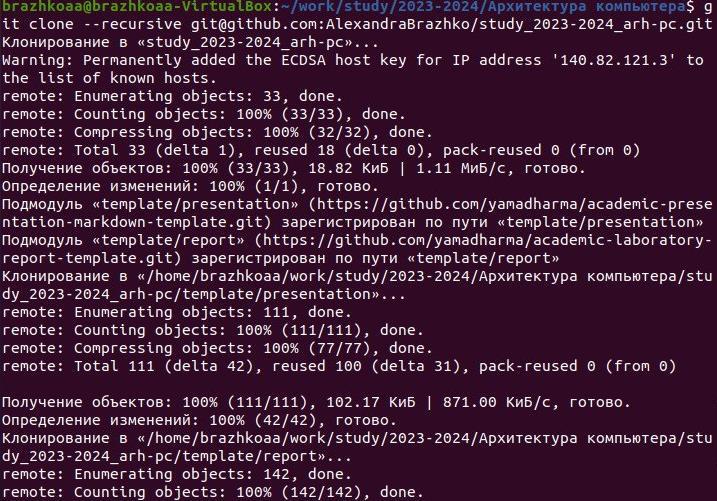 brazhkoaa@brazhkoaa-VirtualBox:~/work/study/2023-2024/Архитектура компьютера$ g
it clone --recursive git@github.com:AlexandraBrazhko/study_2023-2024_arh-pc.git
Клонирование в «study_2023-2024_arh-pc»...
Warning: Permanently added the ECDSA host key for IP address '140.82.121.3' to
the list of known hosts.
remote: Enumerating objects: 33, done.
remote: Counting objects: 100% (33/33), done.
remote: Compressing objects: 100% (32/32), done.
remote: Total 33 (delta 1), reused 18 (delta 0), pack-reused 0 (from 0)
Получение объектов: 100% (33/33), 18.82 КиБ | 1.11 МиБ/с, готово.
Определение изменений: 100% (1/1), готово.
Подмодуль «template/presentation» (https://github.com/yamadharma/academic-prese
ntation-markdown-template.git) зарегистрирован по пути «template/presentation»
Подмодуль «template/report» (https://github.com/yamadharma/academic-laboratory-
report-template.git) зарегистрирован по пути «template/report»
Клонирование в «/home/brazhkoaa/work/study/2023-2024/Архитектура компьютера/stu
dy_2023-2024_arh-pc/template/presentation»...
remote: Enumerating objects: 111, done.
remote: Counting objects: 100% (111/111), done.
remote: Compressing objects: 100% (77/77), done.
remote: Total 111 (delta 42), reused 100 (delta 31), pack-reused 0 (from 0)
Получение объектов: 100% (111/111), 102.17 КиБ | 871.00 КиБ/с, готово.
Определение изменений: 100% (42/42), готово.
Клонирование в «/home/brazhkoaa/work/study/2023-2024/Архитектура компьютера/stu
dy_2023-2024_arh-pc/template/report»...
remote: Enumerating objects: 142, done.
remote: Counting objects: 100% (142/142), done.